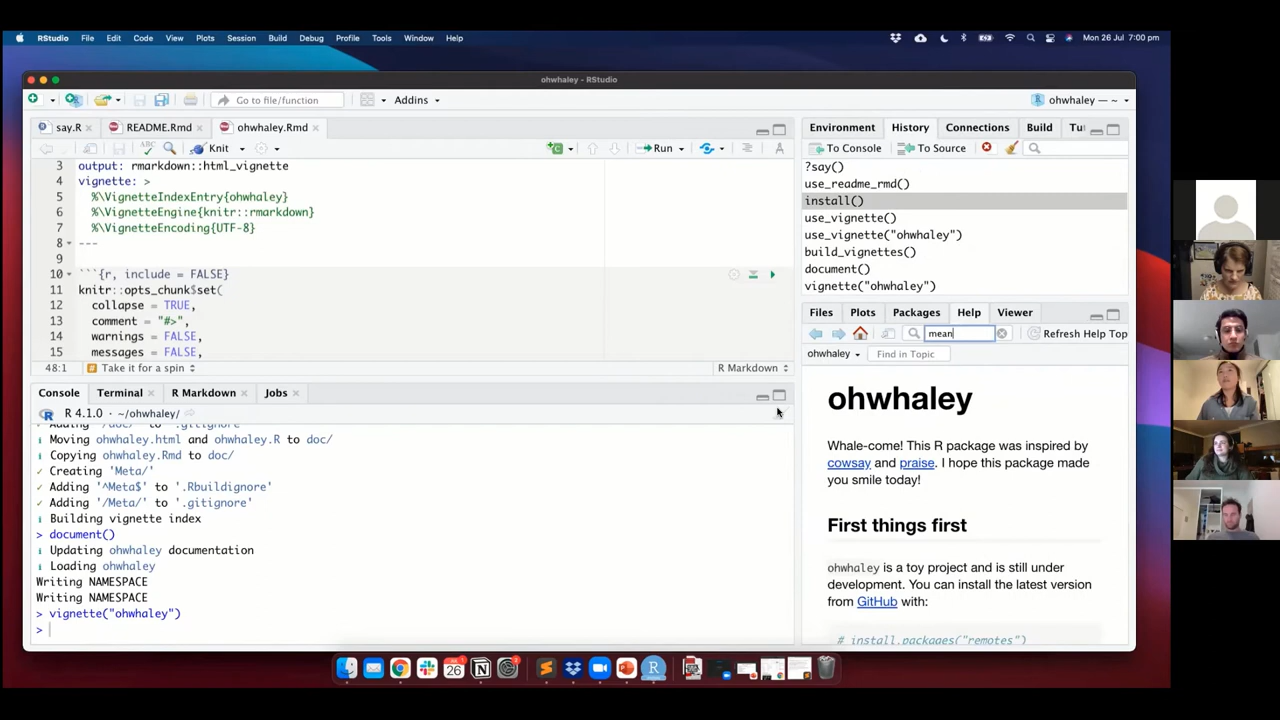 RStudio File Edit Code View Plots Session Build Debug Profile Tools Window Help
Mon 26 Jul 7:00 pm
ohwhaley - RStudio
Go to file/function
Addins
ohwhaley — ~
say.R
README.Rmd
ohwhaley.Rmd
Knit
Run
3 output: rmarkdown::html_vignette
4 vignette: >
5 %\VignetteIndexEntry{ohwhaley}
6 %\VignetteEngine{knitr::rmarkdown}
7 %\VignetteEncoding{UTF-8}
8 ---
9
10 ```{r, include = FALSE}
11 knitr::opts_chunk$set(
12 collapse = TRUE,
13 comment = "#>",
14 warnings = FALSE,
15 messages = FALSE,
48:1 # Take it for a spin R Markdown
Console Terminal R Markdown Jobs
R 4.1.0 · ~/ohwhaley/
✓ Adding '/doc/' to '.gitignore'
i Moving ohwhaley.html and ohwhaley.R to doc/
i Copying ohwhaley.Rmd to doc/
✓ Creating 'Meta/'
✓ Adding '^Meta$' to '.Rbuildignore'
✓ Adding '/Meta/' to '.gitignore'
i Building vignette index
> document()
i Updating ohwhaley documentation
i Loading ohwhaley
Writing NAMESPACE
Writing NAMESPACE
> vignette("ohwhaley")
>
Environment History Connections Build Tu
To Console To Source
?say()
use_readme_rmd()
install()
use_vignette()
use_vignette("ohwhaley")
build_vignettes()
document()
vignette("ohwhaley")
Files Plots Packages Help Viewer
mean
Refresh Help Top
ohwhaley
Find in Topic
ohwhaley
Whale-come! This R package was inspired by
cowsay and praise. I hope this package made
you smile today!
First things first
ohwhaley is a toy project and is still under
development. You can install the latest version
from GitHub with:
# install.packages("remotes")